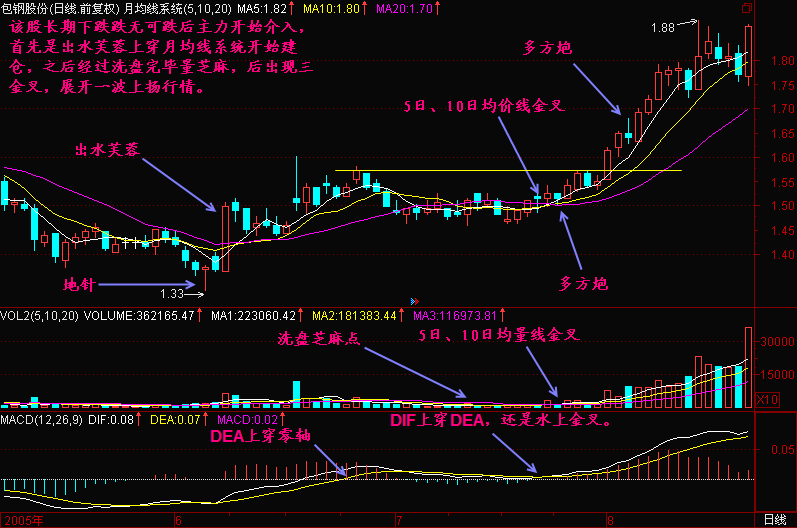 包钢股份(日线.前复权) 月均线系统(5,10,20) MA5:1.82↑ MA10:1.80↑ MA20:1.70↑
该股长期下跌跌无可跌后主力开始介入，
首先是出水芙蓉上穿月均线系统开始建
仓，之后经过洗盘完毕量芝麻，后出现三
金叉，展开一波上扬行情。
1.88
多方炮
1.80
5日、10日均价线金叉
1.70
1.65
出水芙蓉
1.60
1.55
1.50
1.45
1.40
地针
多方炮
1.33
VOL2(5,10,20) VOLUME:362165.47↑ MA1:223060.42↑ MA2:181383.44↑ MA3:116973.81↑
洗盘芝麻点
5日、10日均量线金叉
30000
15000
X10
MACD(12,26,9) DIF:0.08↑ DEA:0.07↑ MACD:0.02↑
DIF上穿DEA，还是水上金叉。
DEA上穿零轴
0.05
2005年 6 7 8 日线